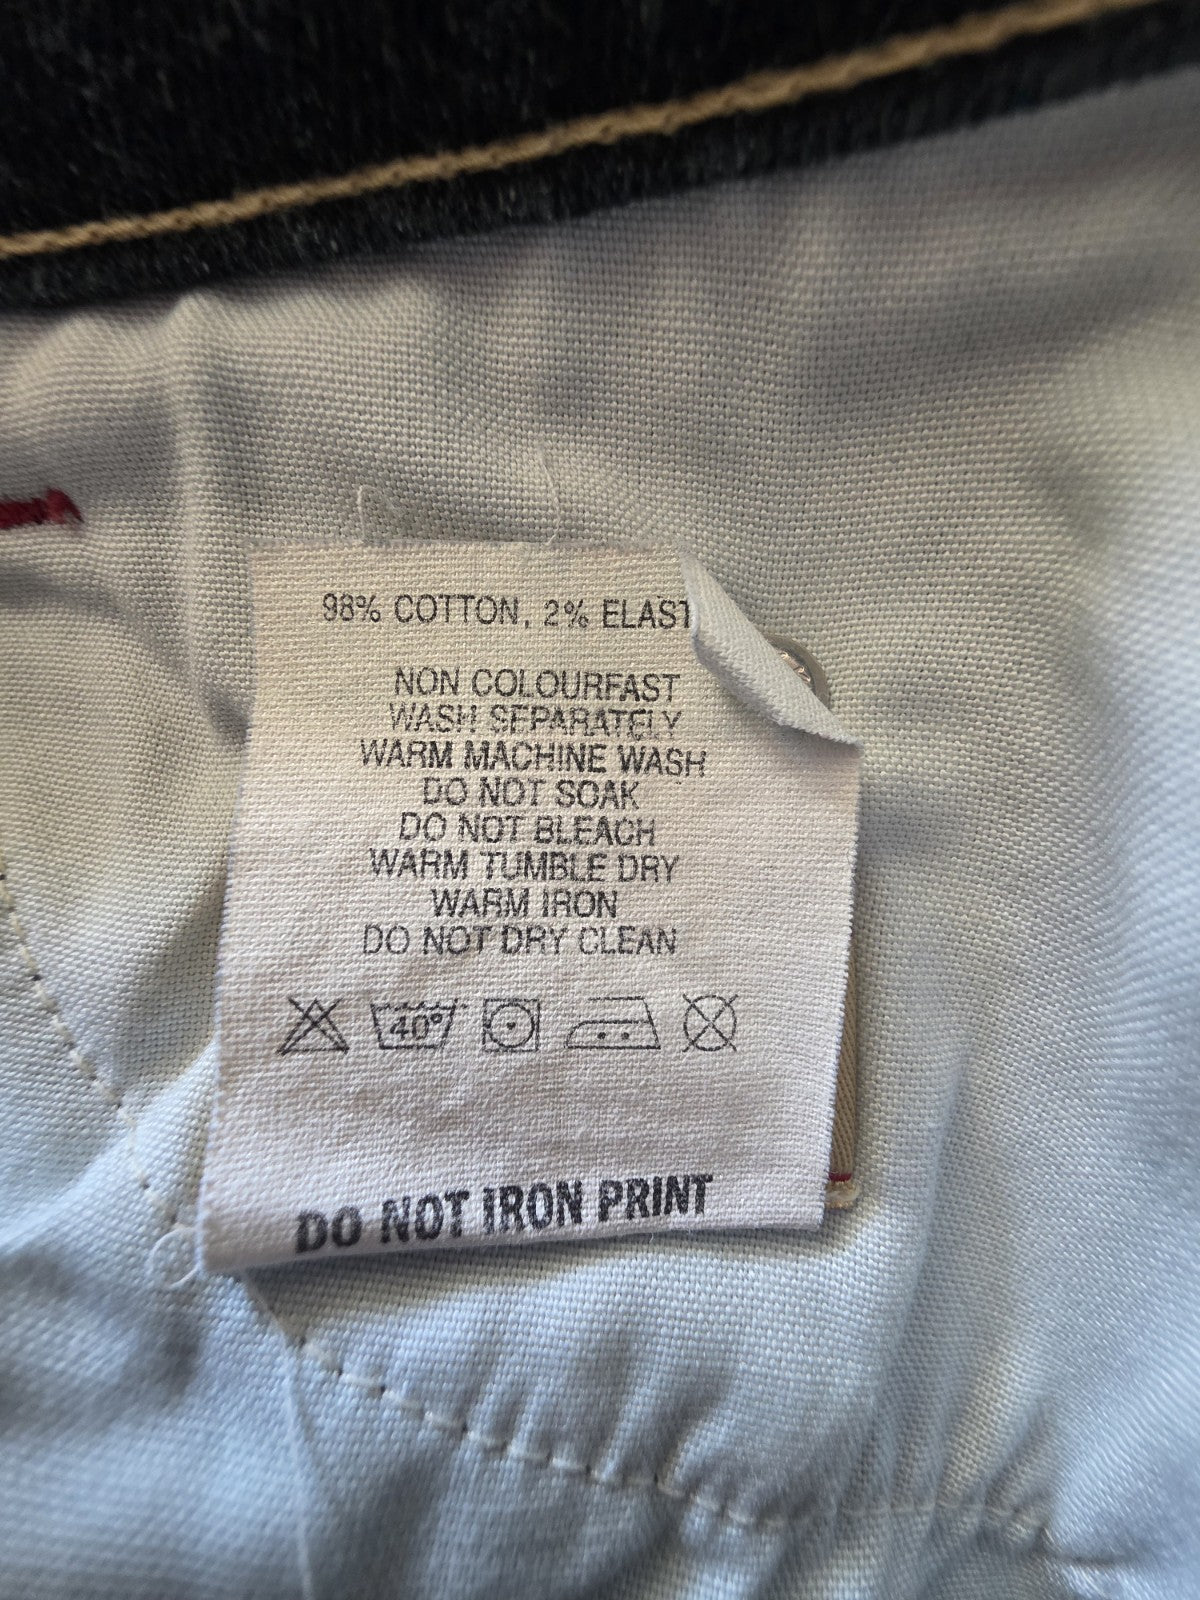 98% COTTON, 2% ELAST
NON COLOURFAST
WASH SEPARATELY
WARM MACHINE WASH
DO NOT SOAK
DO NOT BLEACH
WARM TUMBLE DRY
WARM IRON
DO NOT DRY CLEAN
40°
DO NOT IRON PRINT